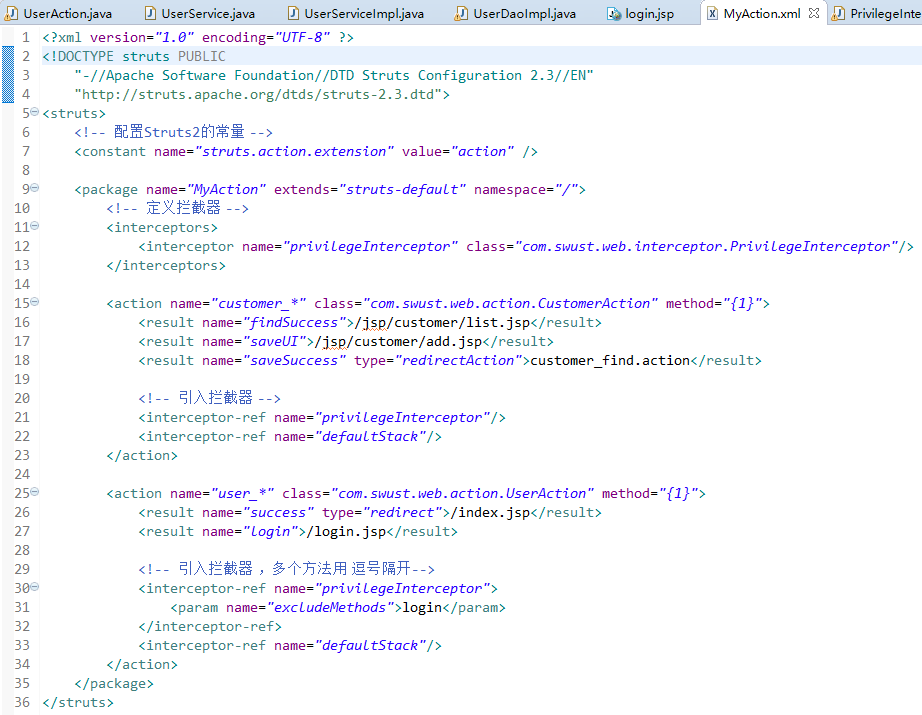 UserAction.java UserService.java UserServiceImpl.java UserDaoImpl.java login.jsp MyAction.xml PrivilegeInte
1 <?xml version="1.0" encoding="UTF-8" ?>
2 <!DOCTYPE struts PUBLIC
3     "-//Apache Software Foundation//DTD Struts Configuration 2.3//EN"
4     "http://struts.apache.org/dtds/struts-2.3.dtd">
5 <struts>
6     <!-- 配置Struts2的常量 -->
7     <constant name="struts.action.extension" value="action" />
8
9     <package name="MyAction" extends="struts-default" namespace="/">
10         <!-- 定义拦截器 -->
11         <interceptors>
12             <interceptor name="privilegeInterceptor" class="com.swust.web.interceptor.PrivilegeInterceptor"/>
13         </interceptors>
14
15         <action name="customer_*" class="com.swust.web.action.CustomerAction" method="{1}">
16             <result name="findSuccess">/jsp/customer/list.jsp</result>
17             <result name="saveUI">/jsp/customer/add.jsp</result>
18             <result name="saveSuccess" type="redirectAction">customer_find.action</result>
19
20             <!-- 引入拦截器 -->
21             <interceptor-ref name="privilegeInterceptor"/>
22             <interceptor-ref name="defaultStack"/>
23         </action>
24
25         <action name="user_*" class="com.swust.web.action.UserAction" method="{1}">
26             <result name="success" type="redirect">/index.jsp</result>
27             <result name="login">/login.jsp</result>
28
29             <!-- 引入拦截器 ，多个方法用 逗号隔开-->
30             <interceptor-ref name="privilegeInterceptor">
31                 <param name="excludeMethods">login</param>
32             </interceptor-ref>
33             <interceptor-ref name="defaultStack"/>
34         </action>
35     </package>
36 </struts>